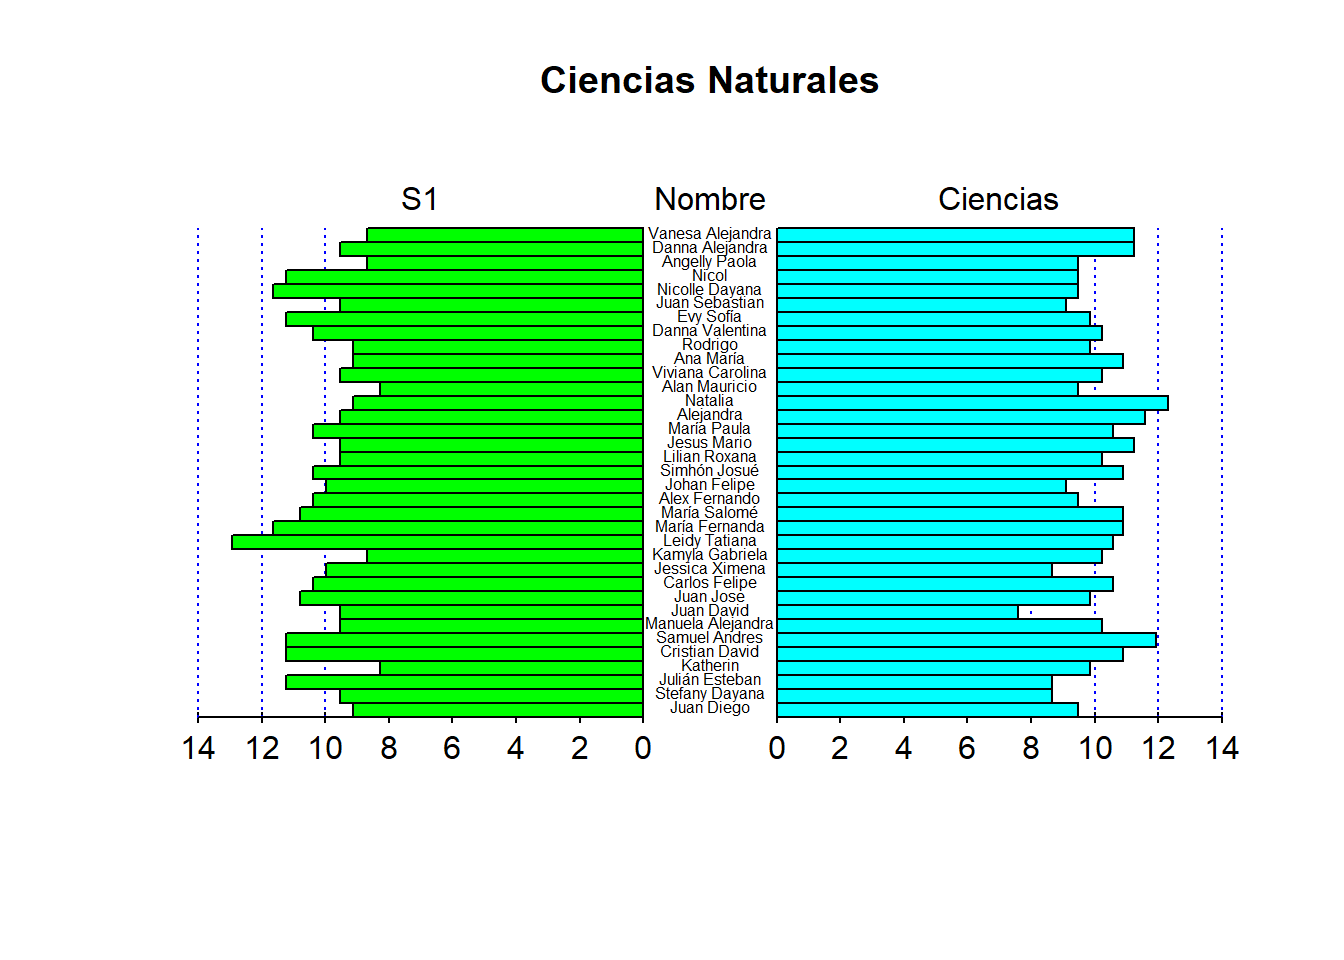 Ciencias Naturales
S1 Nombre Ciencias
Vanesa Alejandra
Danna Alejandra
Angelly Paola
Nicol
Nicolle Dayana
Juan Sebastian
Evy Sofía
Danna Valentina
Rodrigo
Ana María
Viviana Carolina
Alan Mauricio
Natalia
Alejandra
María Paula
Jesus Mario
Lilian Roxana
Simhón Josué
Johan Felipe
Alex Fernando
María Salomé
María Fernanda
Leidy Tatiana
Kamyla Gabriela
Jessica Ximena
Carlos Felipe
Juan José
Juan David
Manuela Alejandra
Samuel Andres
Cristian David
Katherin
Julián Esteban
Stefany Dayana
Juan Diego
14 12 10 8 6 4 2 0 0 2 4 6 8 10 12 14